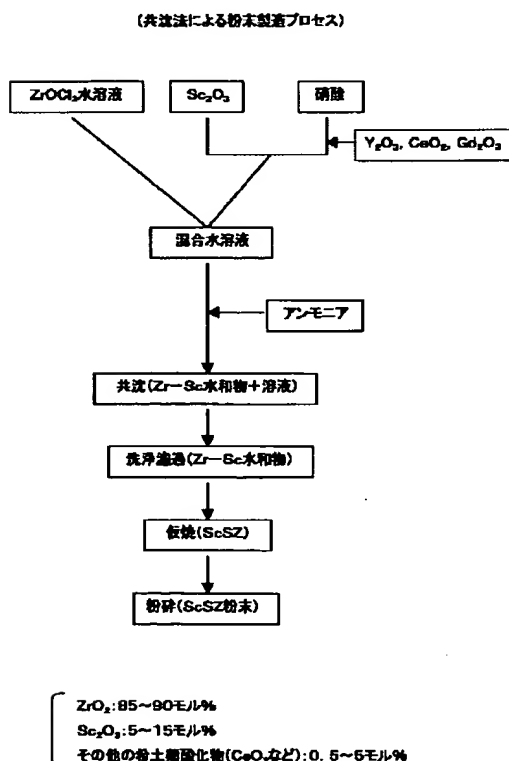 (共沈法による粉末製造プロセス)
ZrOCl₂水溶液
Sc₂O₃
硝酸
Y₂O₃, CeO₂, Gd₂O₃
混合水溶液
アンモニア
共沈(Zr－Sc水和物＋溶液)
洗浄濾過(Zr－Sc水和物)
仮焼(ScSZ)
粉砕(ScSZ粉末)
ZrO₂:85～90モル%
Sc₂O₃:5～15モル%
その他の希土類酸化物(CeO₂など):0. 5～5モル%